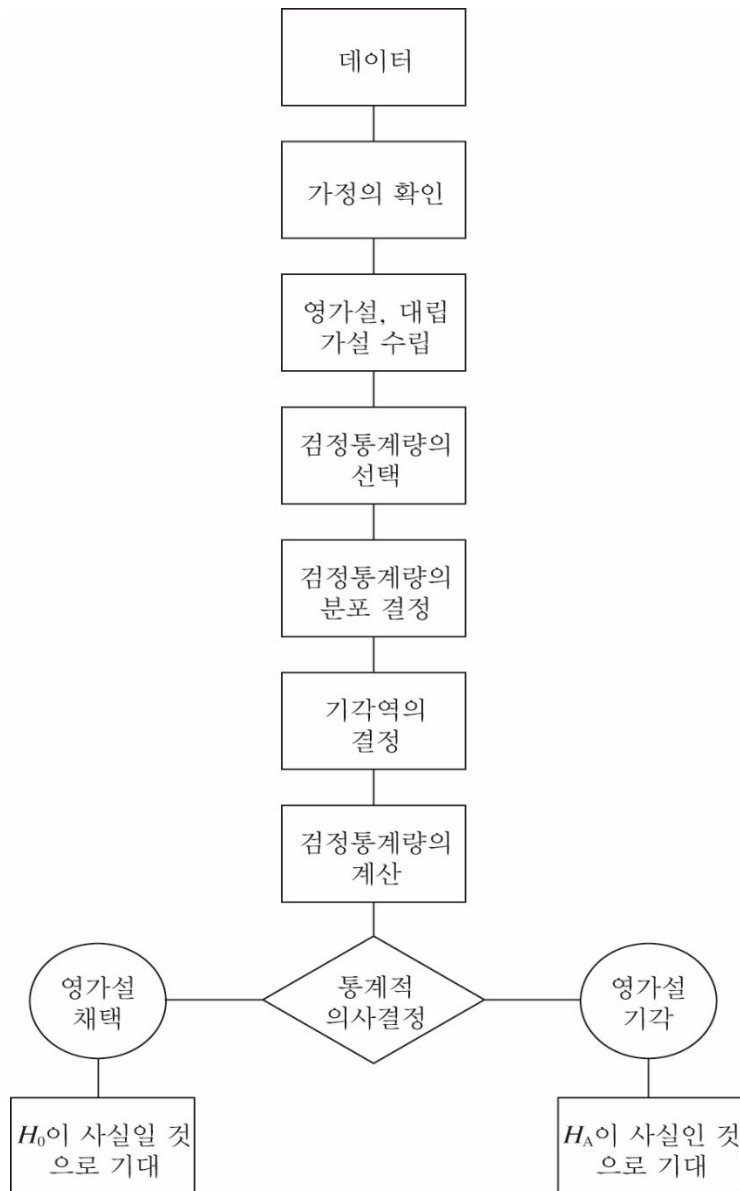 데이터
가정의 확인
영가설, 대립
가설 수립
검정통계량의
선택
검정통계량의
분포 결정
기각역의
결정
검정통계량의
계산
통계적
의사결정
영가설
채택
영가설
기각
H₀이 사실일 것
으로 기대
H_A이 사실인 것
으로 기대